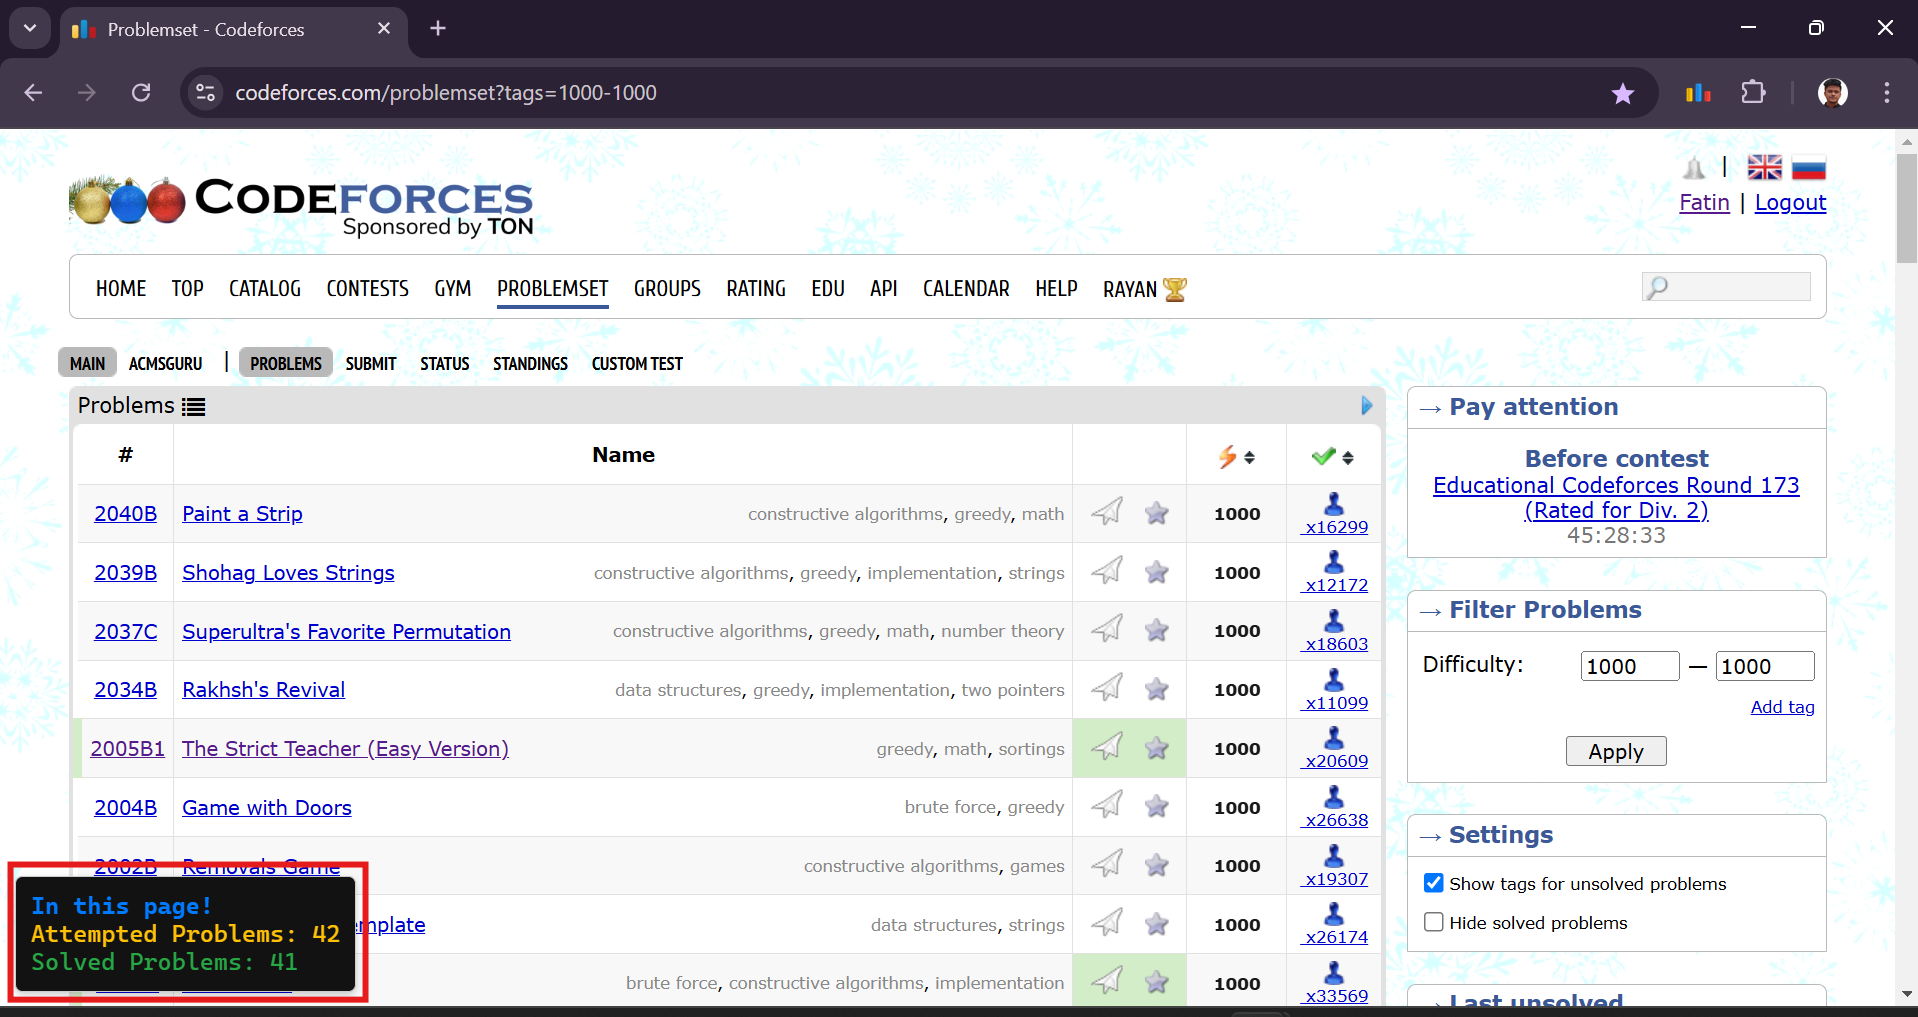 Problemset - Codeforces
codeforces.com/problemset?tags=1000-1000
CODEFORCES
Sponsored by TON
|
Fatin | Logout
HOME TOP CATALOG CONTESTS GYM PROBLEMSET GROUPS RATING EDU API CALENDAR HELP RAYAN
MAIN ACMSGURU | PROBLEMS SUBMIT STATUS STANDINGS CUSTOM TEST
Problems
# Name
2040B Paint a Strip constructive algorithms, greedy, math 1000 x16299
2039B Shohag Loves Strings constructive algorithms, greedy, implementation, strings 1000 x12172
2037C Superultra's Favorite Permutation constructive algorithms, greedy, math, number theory 1000 x18603
2034B Rakhsh's Revival data structures, greedy, implementation, two pointers 1000 x11099
2005B1 The Strict Teacher (Easy Version) greedy, math, sortings 1000 x20609
2004B Game with Doors brute force, greedy 1000 x26638
2002B Removals Game constructive algorithms, games 1000 x19307
emplate data structures, strings 1000 x26174
brute force, constructive algorithms, implementation 1000 x33569
In this page!
Attempted Problems: 42
Solved Problems: 41
→ Pay attention
Before contest
Educational Codeforces Round 173
(Rated for Div. 2)
45:28:33
→ Filter Problems
Difficulty: 1000 — 1000
Add tag
Apply
→ Settings
Show tags for unsolved problems
Hide solved problems
→ Last unsolved